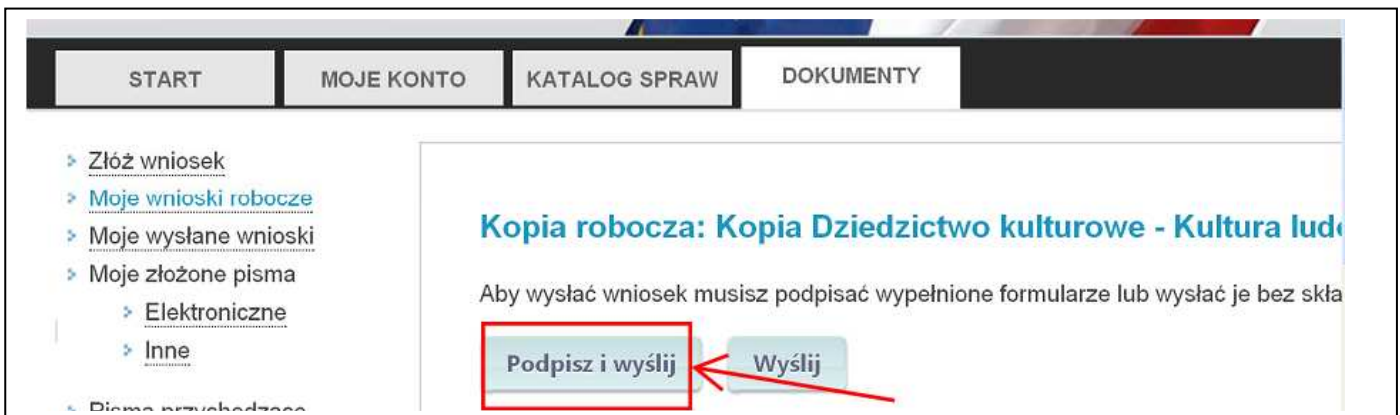 START
MOJE KONTO
KATALOG SPRAW
DOKUMENTY
Złóż wniosek
Moje wnioski robocze
Moje wysłane wnioski
Moje złożone pisma
Elektroniczne
Inne
Pisma przychodzące
Kopia robocza: Kopia Dziedzictwo kulturowe - Kultura
Aby wysłać wniosek musisz podpisać wypełnione formularze lub wysłać je bez
Podpisz i wyślij
Wyślij